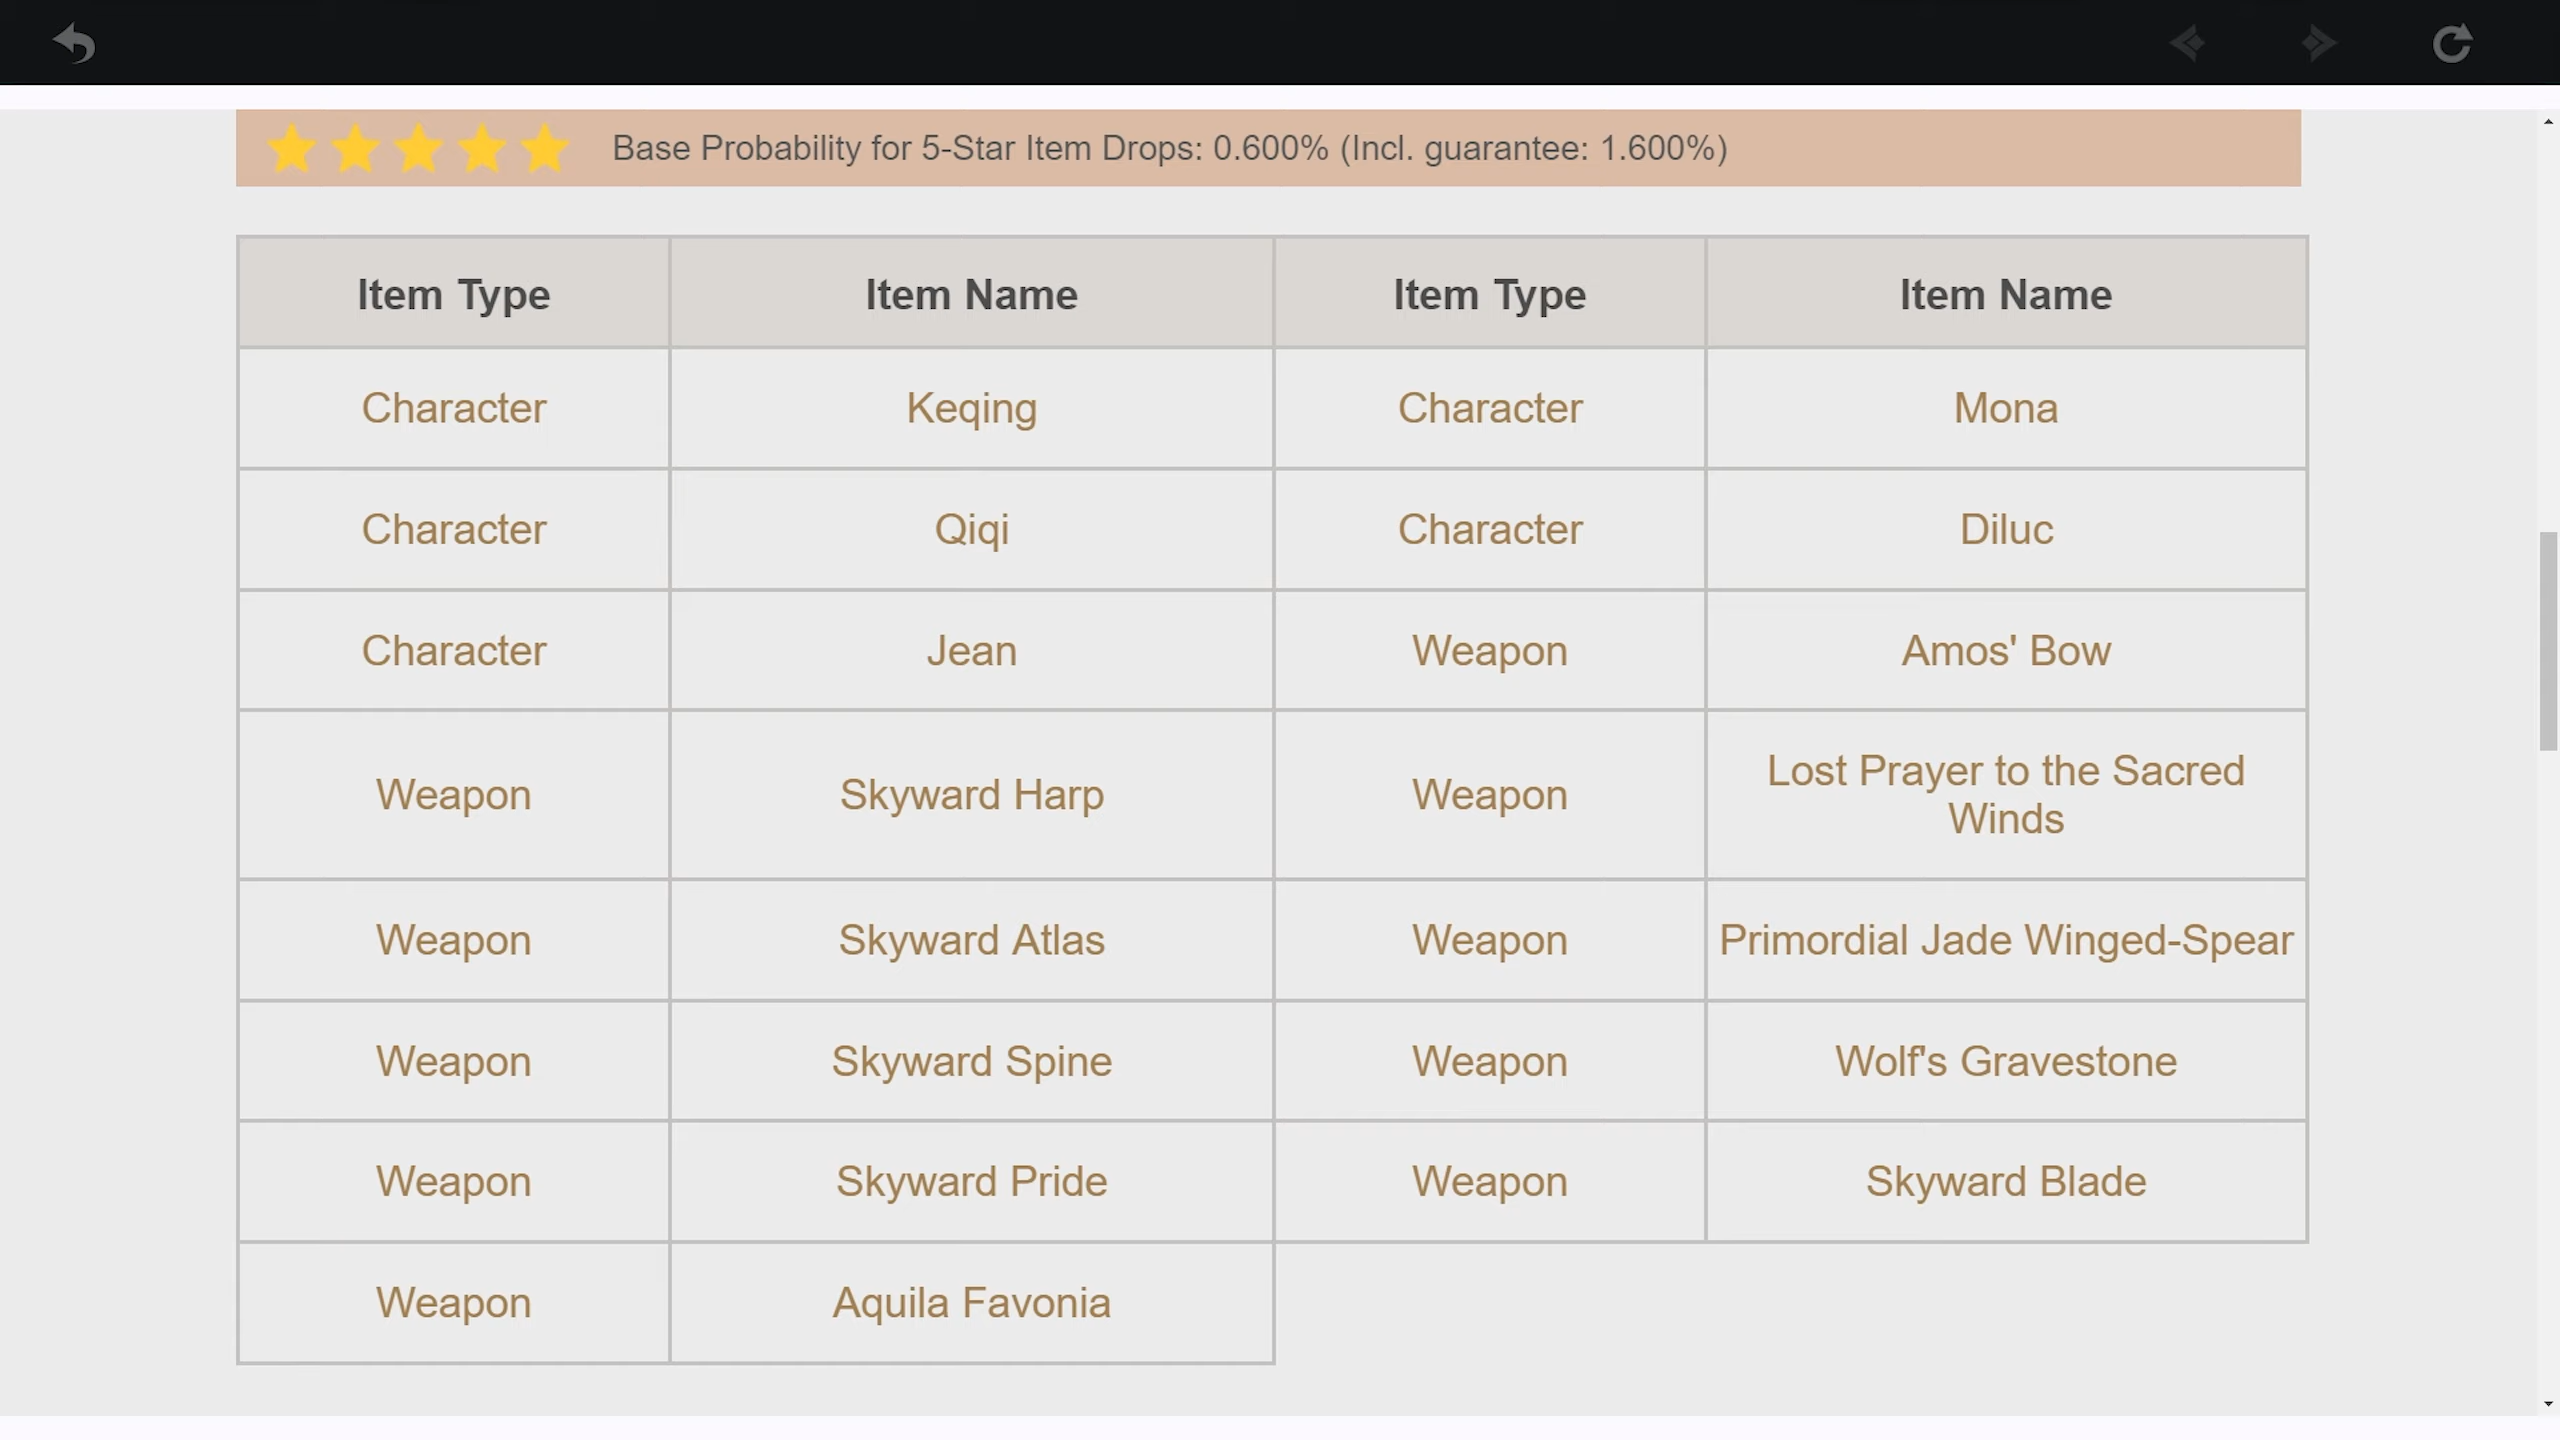 Base Probability for 5-Star Item Drops: 0.600% (Incl. guarantee: 1.600%)
Item Type Item Name Item Type Item Name
Character Keqing Character Mona
Character Qiqi Character Diluc
Character Jean Weapon Amos' Bow
Weapon Skyward Harp Weapon Lost Prayer to the Sacred
Winds
Weapon Skyward Atlas Weapon Primordial Jade Winged-Spear
Weapon Skyward Spine Weapon Wolf's Gravestone
Weapon Skyward Pride Weapon Skyward Blade
Weapon Aquila Favonia